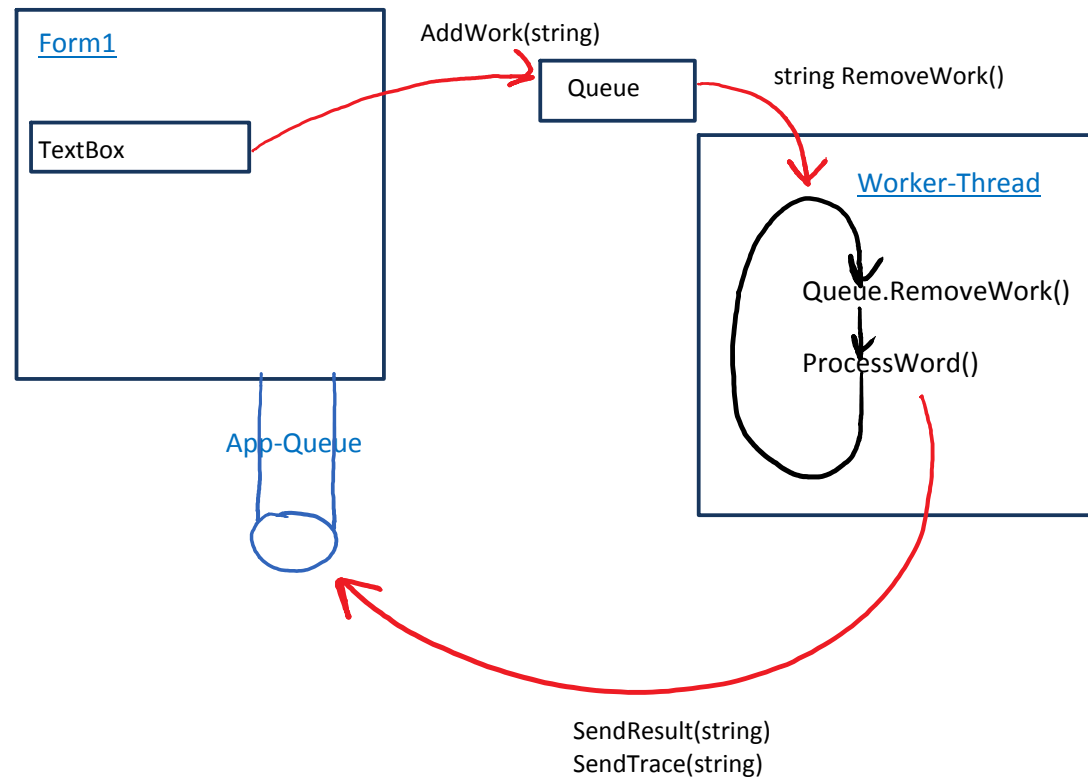 Form1
AddWork(string)
Queue
string RemoveWork()
TextBox
Worker-Thread
Queue.RemoveWork()
ProcessWord()
App-Queue
SendResult(string)
SendTrace(string)